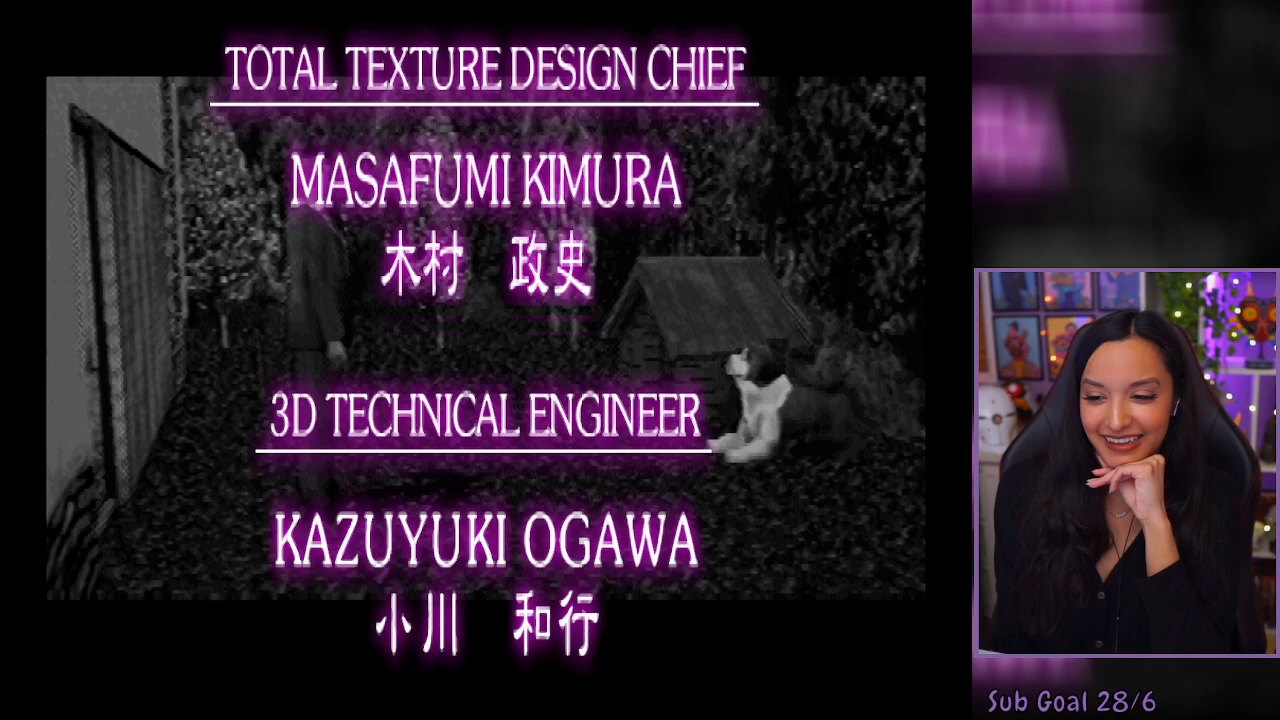 TOTAL TEXTURE DESIGN CHIEF
MASAFUMI KIMURA
木村 政史
3D TECHNICAL ENGINEER
KAZUYUKI OGAWA
小川 和行
Sub Goal 28/6